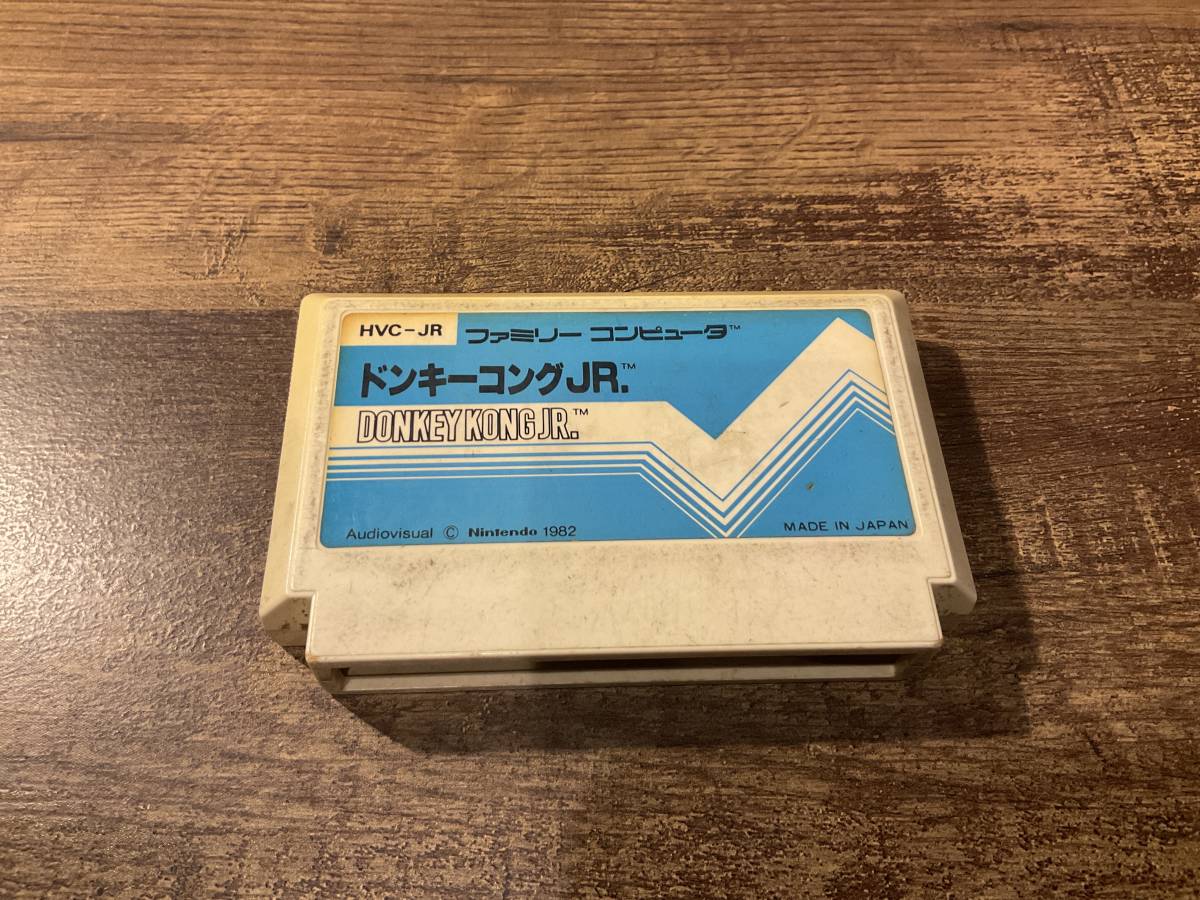 HVC-JR ファミリー コンピュータ™
ドンキーコングJR.™
DONKEY KONG JR.™
Audiovisual © Nintendo 1982
MADE IN JAPAN